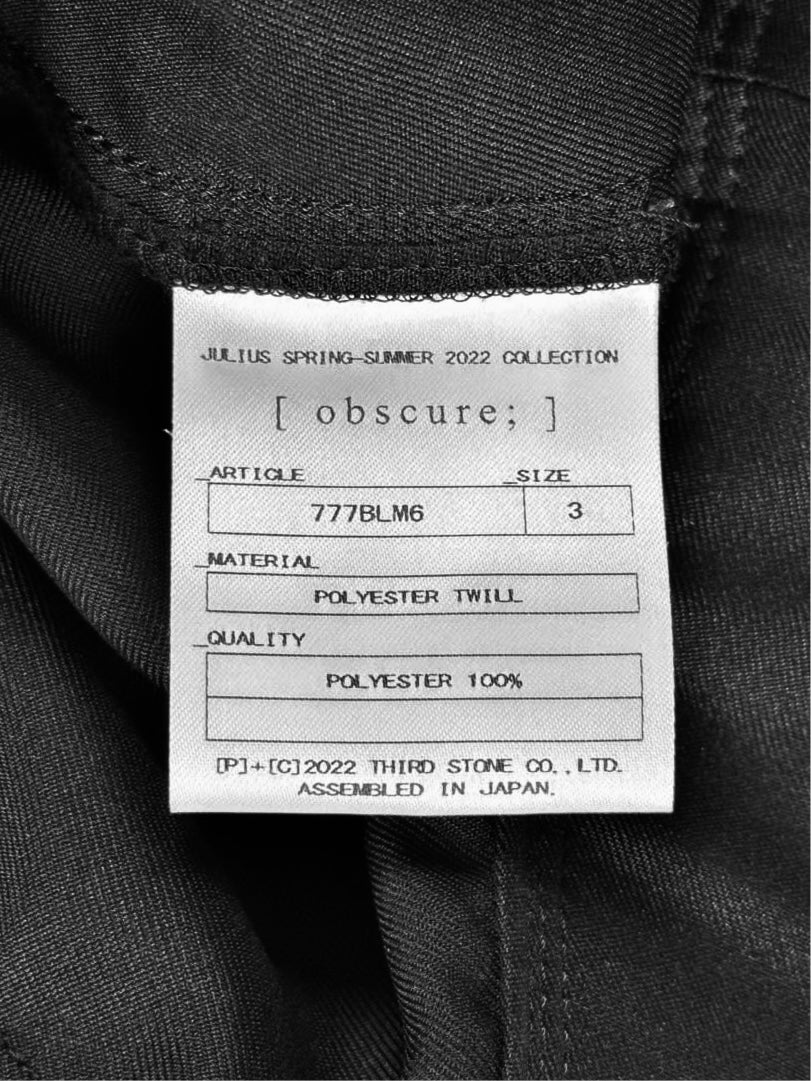 JULIUS SPRING-SUMMER 2022 COLLECTION
[ obscure; ]
_ARTICLE _SIZE
777BLM6 3
_MATERIAL
POLYESTER TWILL
_QUALITY
POLYESTER 100%
[P]+[C]2022 THIRD STONE CO.,LTD.
ASSEMBLED IN JAPAN.